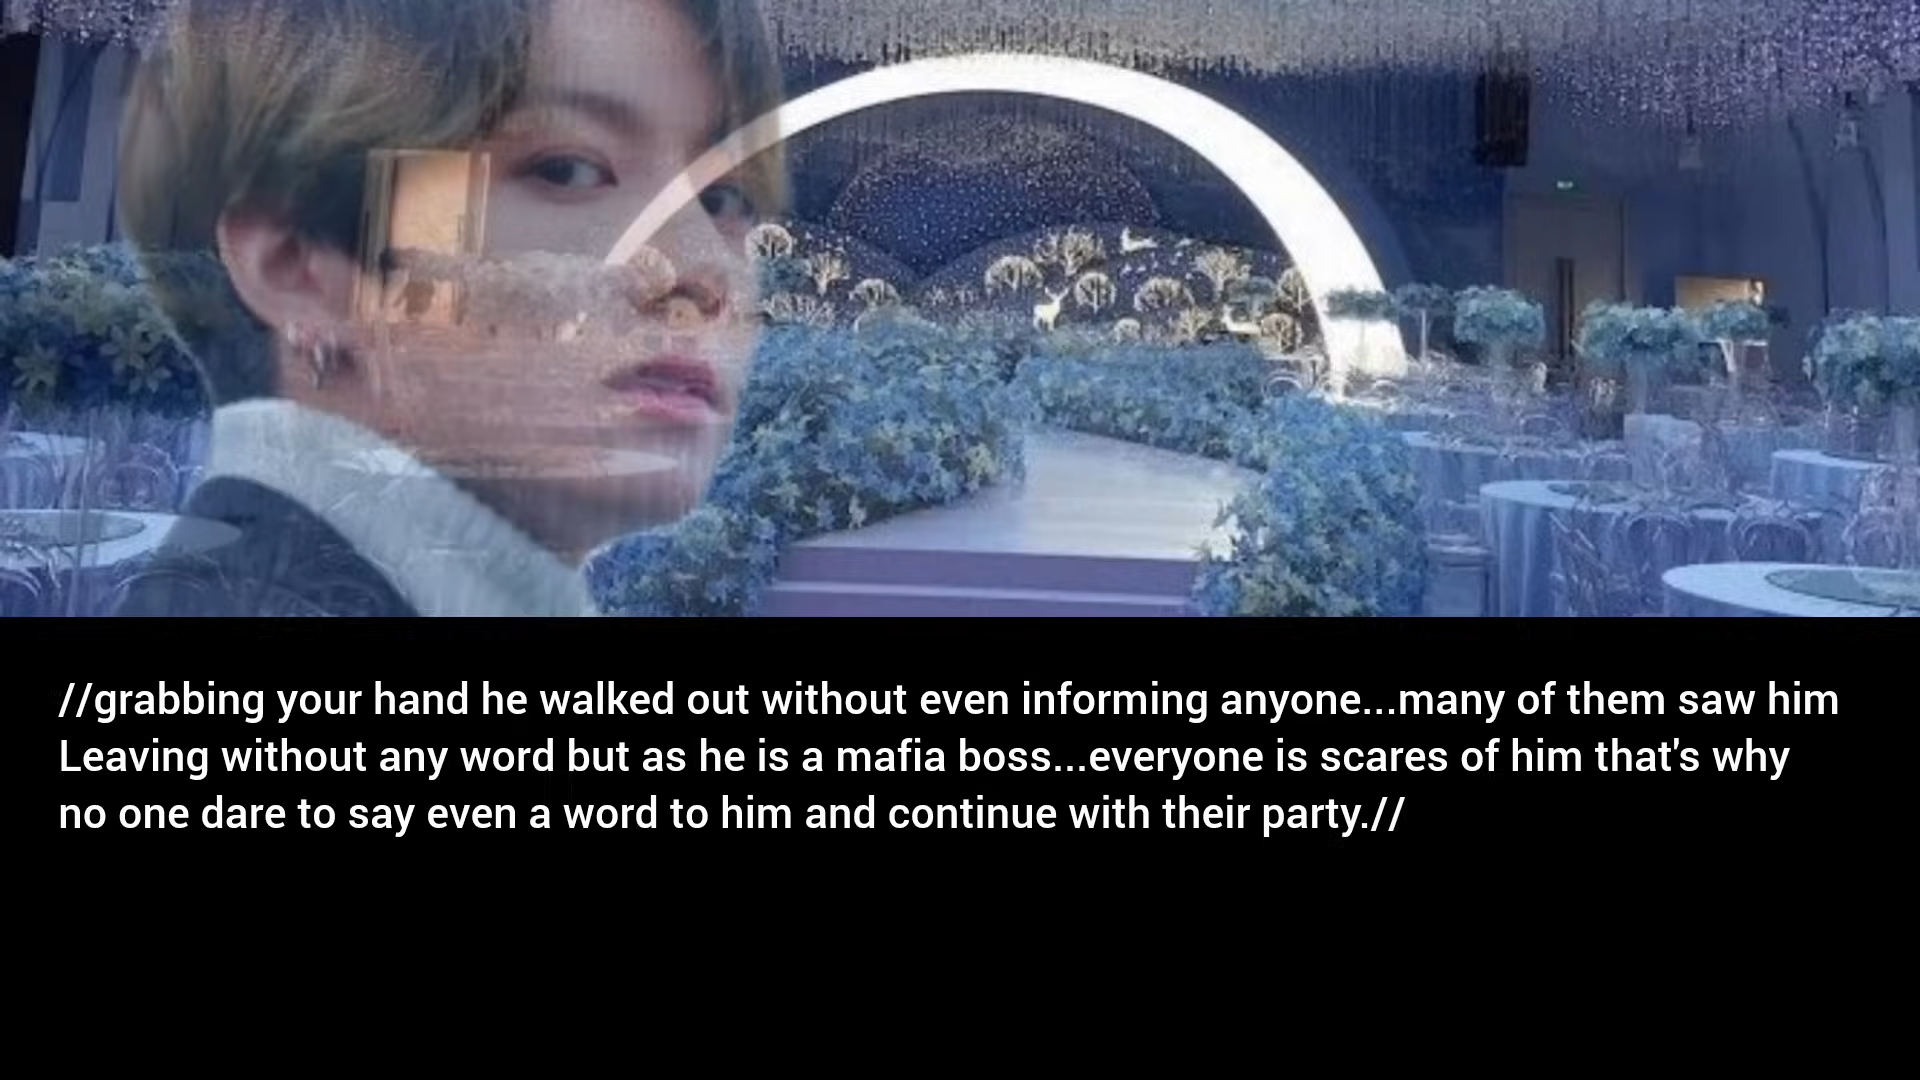 //grabbing your hand he walked out without even informing anyone...many of them saw him
Leaving without any word but as he is a mafia boss...everyone is scares of him that's why
no one dare to say even a word to him and continue with their party.//